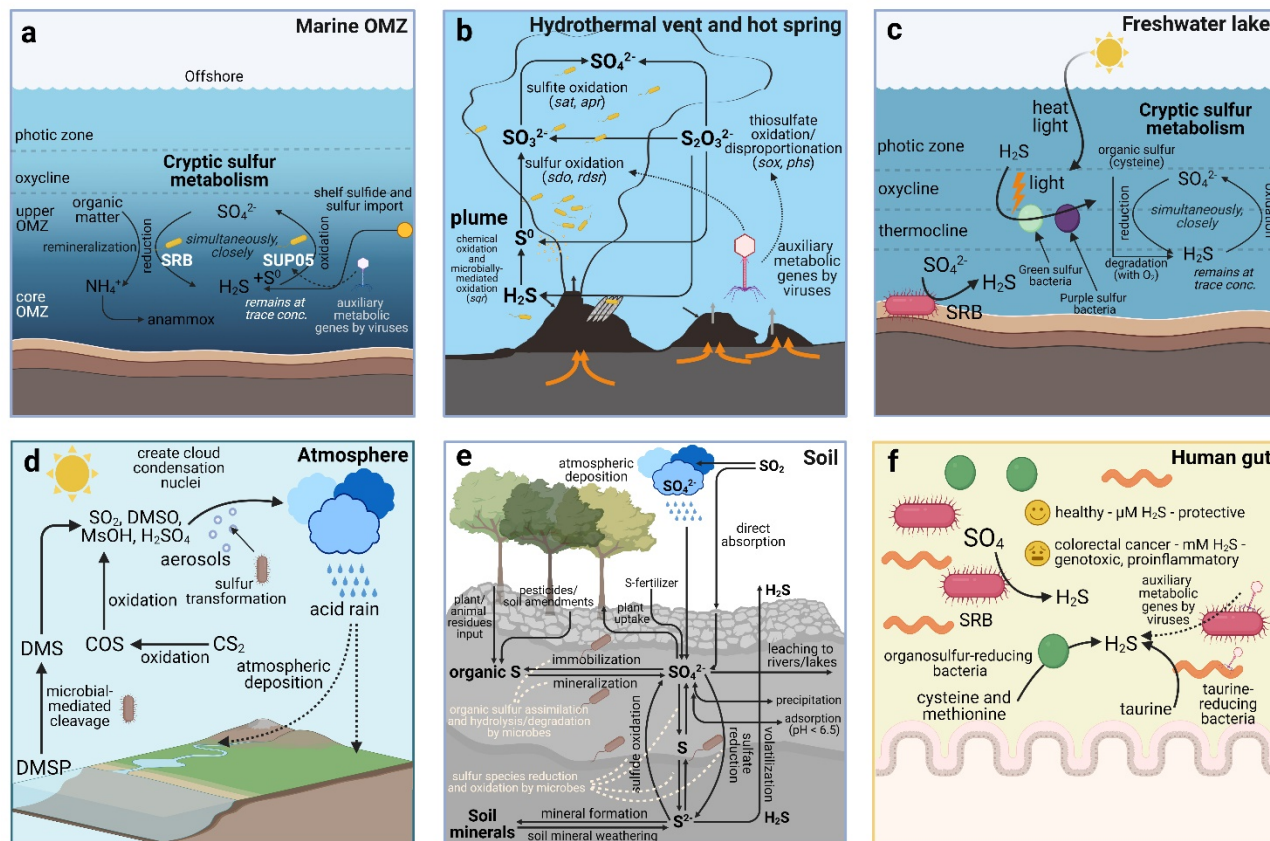 a
Marine OMZ
Offshore
photic zone
Cryptic sulfur
metabolism
oxycline
shelf sulfide and
sulfur import
upper
OMZ
organic
matter
SO₄²⁻
remineralization
reduction
simultaneously,
closely
oxidation
SRB
SUP05
NH₄⁺
H₂S
+S⁰
core
OMZ
remains at
trace conc.
auxiliary
metabolic
genes by viruses
anammox
b
Hydrothermal vent and hot spring
SO₄²⁻
sulfite oxidation
(sat, apr)
thiosulfate
oxidation/
disproportionation
(sox, phs)
SO₃²⁻
S₂O₃²⁻
sulfur oxidation
(sdo, rdsr)
plume
S⁰
chemical
oxidation and
microbially-
mediated
oxidation (sqr)
auxiliary
metabolic
genes by
viruses
H₂S
c
Freshwater lake
heat
light
Cryptic sulfur
metabolism
photic zone
H₂S
organic sulfur
(cysteine)
oxycline
light
SO₄²⁻
reduction
simultaneously,
closely
oxidation
thermocline
H₂S
SO₄²⁻
H₂S
degradation
(with O₂)
remains at
trace conc.
Green sulfur
bacteria
Purple sulfur
bacteria
SRB
d
Atmosphere
create cloud
condensation
nuclei
SO₂, DMSO,
MsOH, H₂SO₄
aerosols
sulfur
transformation
acid rain
oxidation
DMS
COS
CS₂
oxidation
atmospheric
deposition
microbial-
mediated
cleavage
DMSP
e
Soil
atmospheric
deposition
SO₄²⁻
SO₂
direct
absorption
plant/
animal
residues
input
pesticides/
soil amendments
S-fertilizer
plant
uptake
H₂S
organic S
immobilization
mineralization
SO₄²⁻
leaching to
rivers/lakes
precipitation
adsorption
(pH < 6.5)
organic sulfur assimilation
and hydrolysis/degradation
by microbes
sulfide oxidation
S
sulfate
reduction
volatilization
sulfur species reduction
and oxidation by microbes
mineral formation
Soil
minerals
soil mineral weathering
S²⁻
H₂S
f
Human gut
healthy - μM H₂S - protective
SO₄
colorectal cancer - mM H₂S -
genotoxic, proinflammatory
H₂S
SRB
auxiliary
metabolic
genes by
viruses
H₂S
organosulfur-reducing
bacteria
cysteine and
methionine
taurine
taurine-
reducing
bacteria